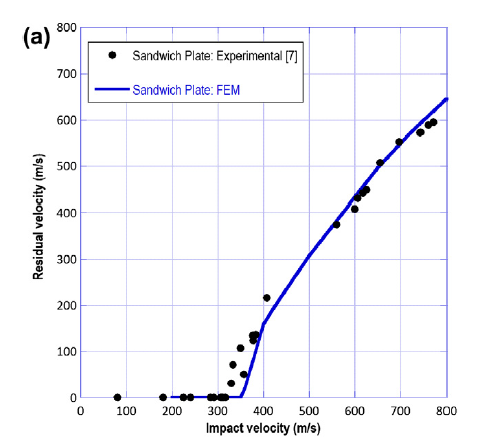 (a)
800
700
600
500
400
300
200
100
0
Residual velocity (m/s)
Sandwich Plate: Experimental [7]
Sandwich Plate: FEM
0 100 200 300 400 500 600 700 800
Impact velocity (m/s)